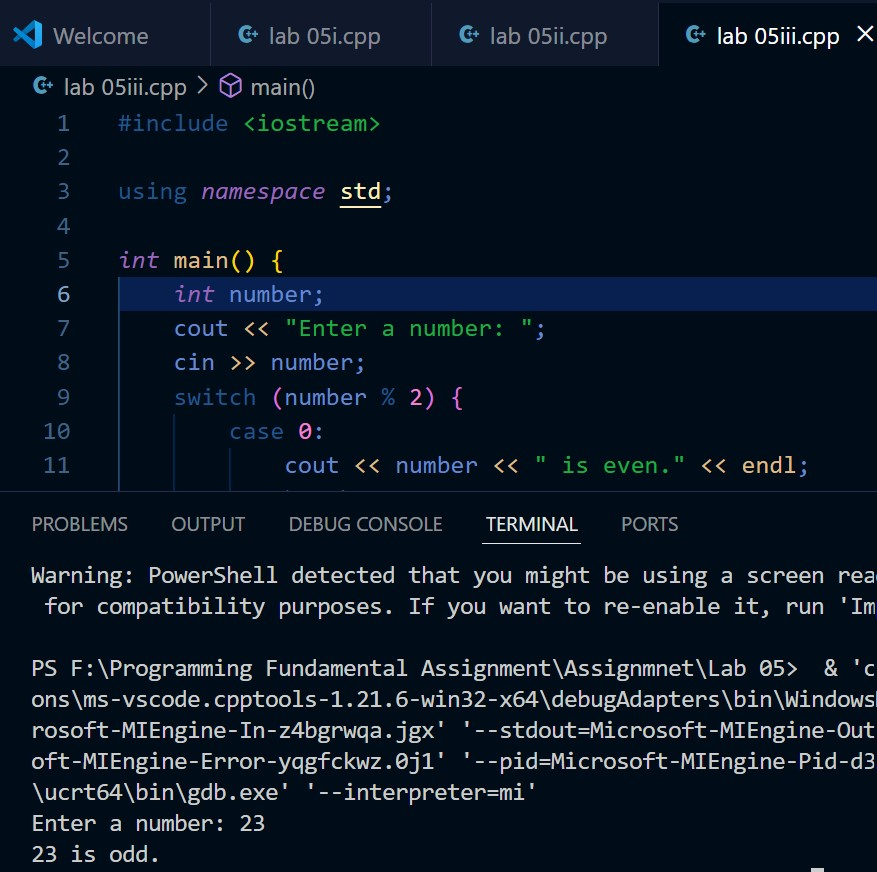 Welcome
lab 05i.cpp
lab 05ii.cpp
lab 05iii.cpp
lab 05iii.cpp > main()
1 #include <iostream>
2
3 using namespace std;
4
5 int main() {
6 int number;
7 cout << "Enter a number: ";
8 cin >> number;
9 switch (number % 2) {
10 case 0:
11 cout << number << " is even." << endl;
PROBLEMS OUTPUT DEBUG CONSOLE TERMINAL PORTS
Warning: PowerShell detected that you might be using a screen rea
for compatibility purposes. If you want to re-enable it, run 'Im
PS F:\Programming Fundamental Assignment\Assignmnet\Lab 05> & 'c
ons\ms-vscode.cpptools-1.21.6-win32-x64\debugAdapters\bin\Windows
rosoft-MIEngine-In-z4bgrwqa.jgx' '--stdout=Microsoft-MIEngine-Out
oft-MIEngine-Error-yqgfckwz.0j1' '--pid=Microsoft-MIEngine-Pid-d3
\ucrt64\bin\gdb.exe' '--interpreter=mi'
Enter a number: 23
23 is odd.